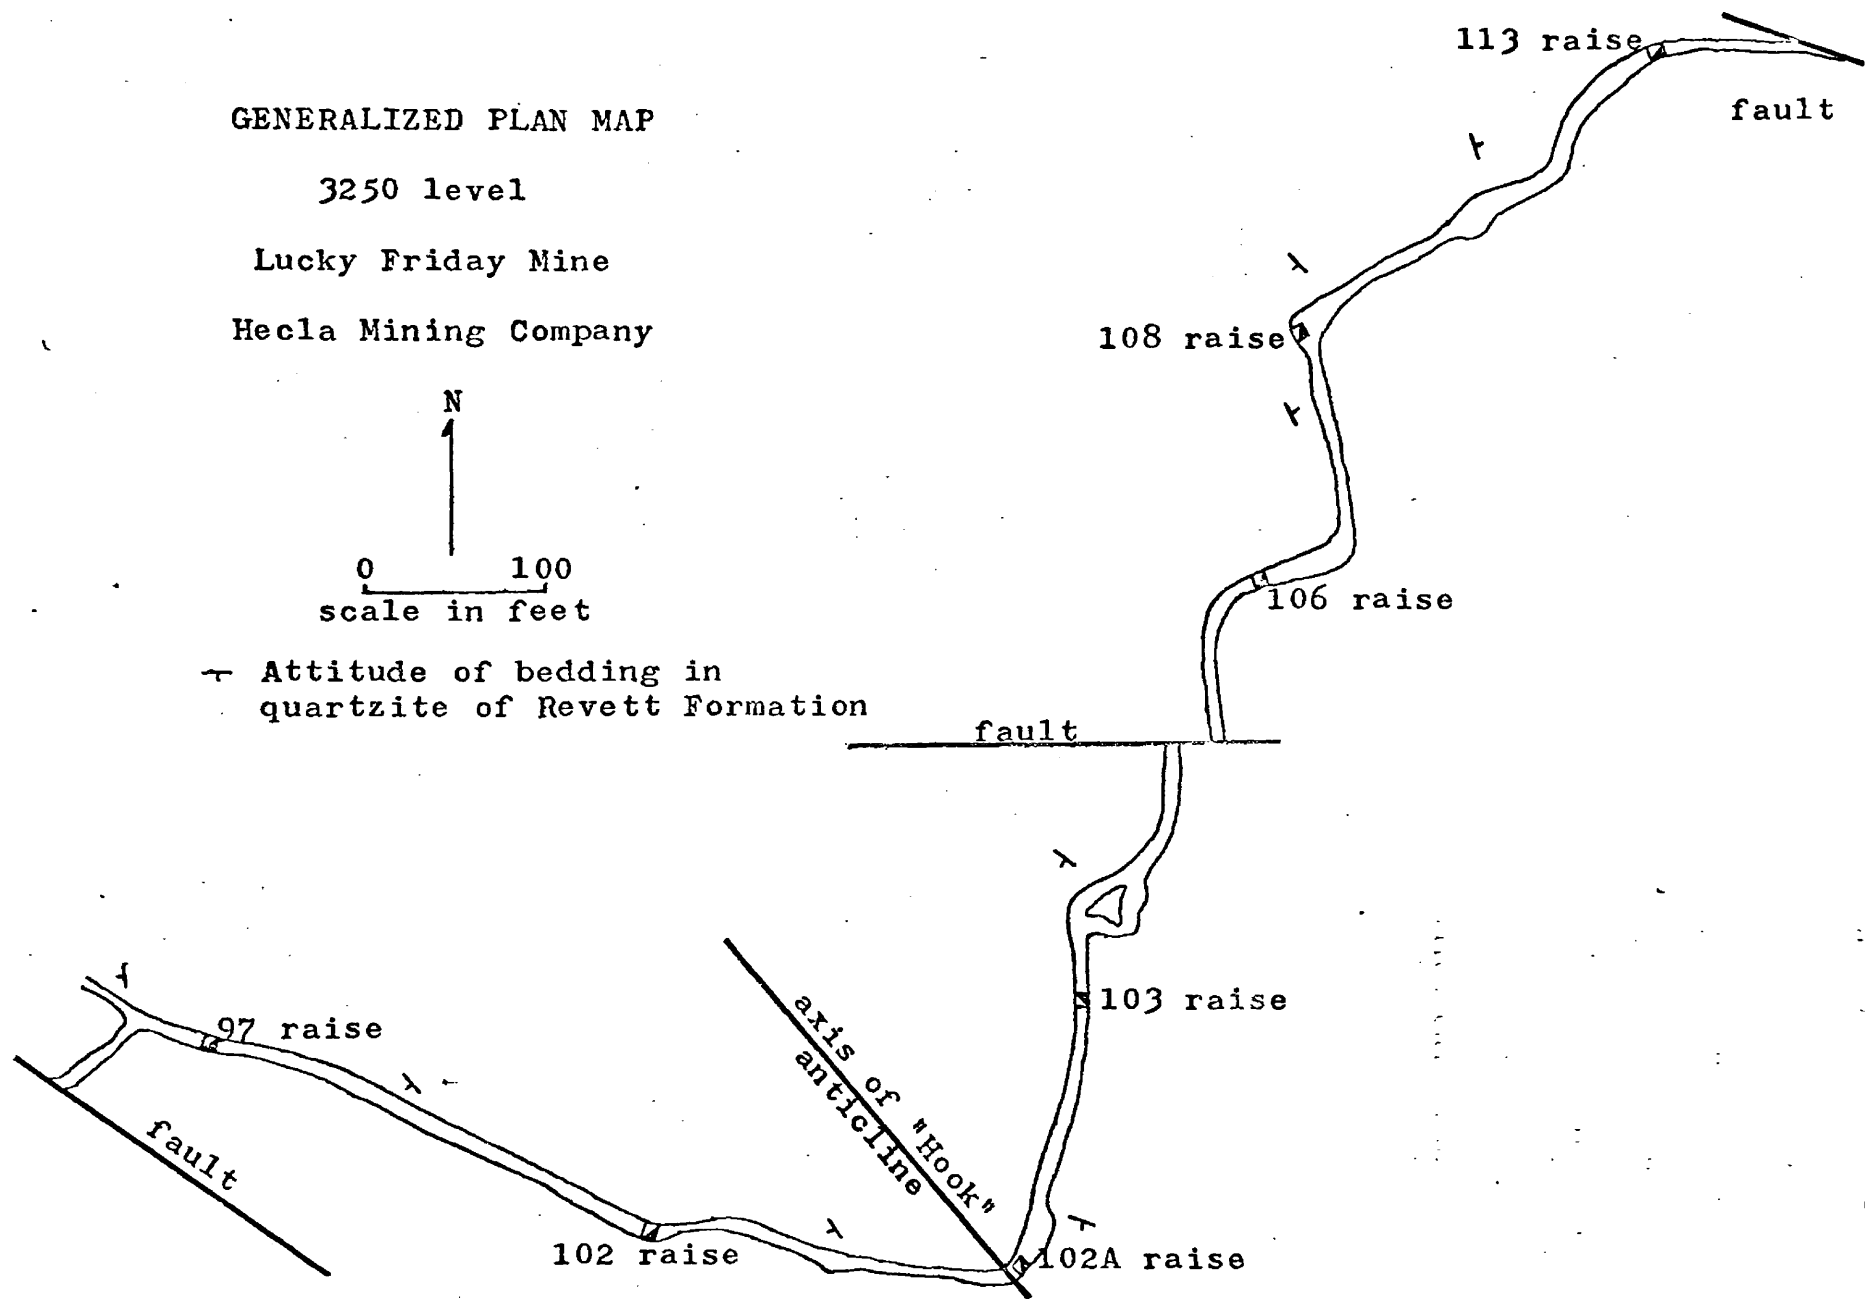 GENERALIZED PLAN MAP
3250 level
Lucky Friday Mine
Hecla Mining Company
N
0 100
scale in feet
Attitude of bedding in
quartzite of Revett Formation
113 raise
fault
108 raise
106 raise
fault
103 raise
axis of "Hook"
anticline
97 raise
fault
102 raise
102A raise